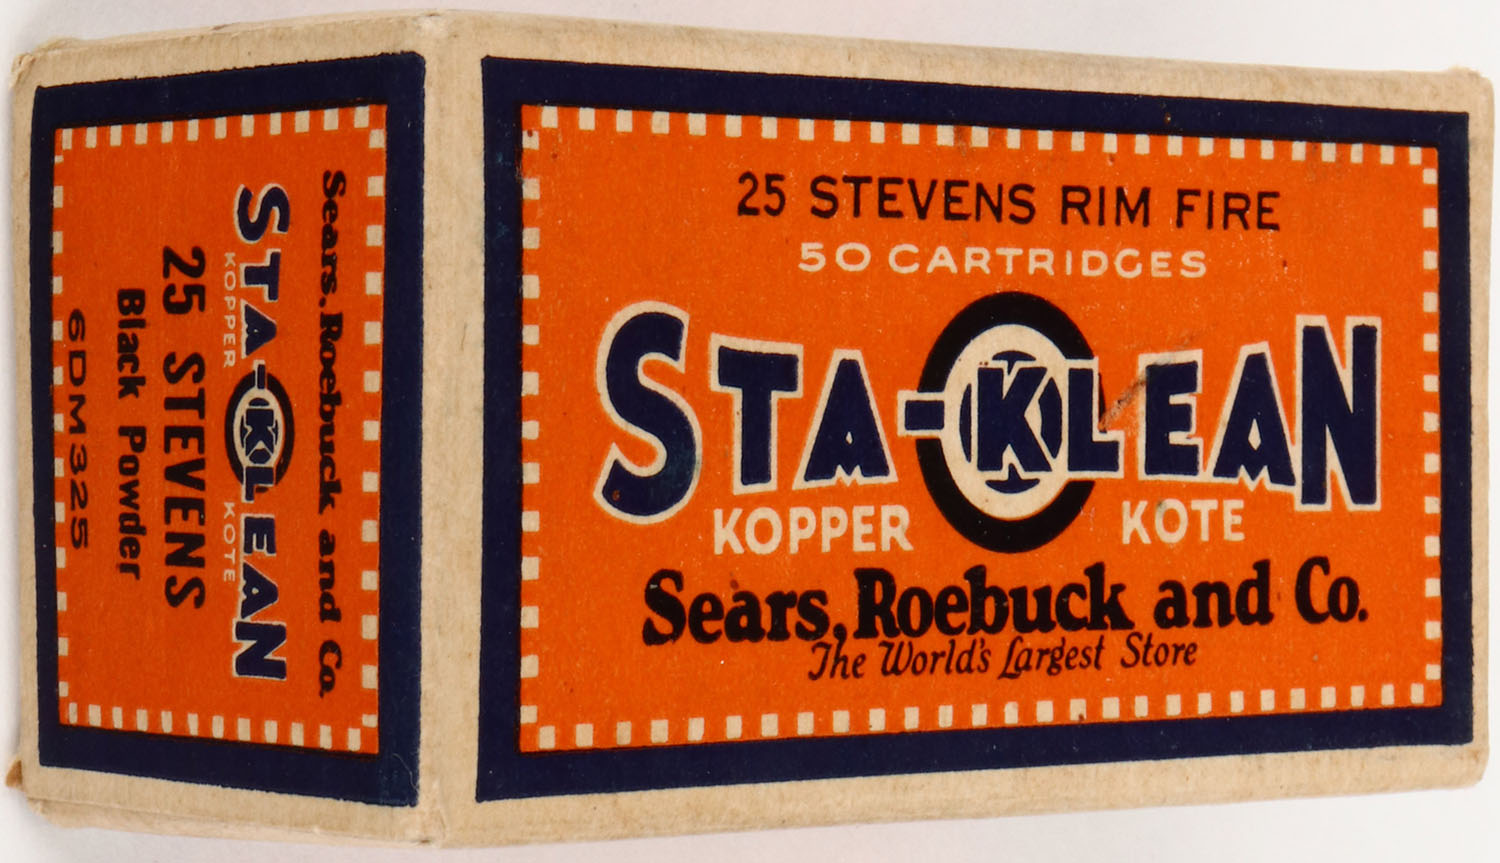 25 STEVENS RIM FIRE
50 CARTRIDGES
STA-KLEAN
KOPPER KOTE
Sears, Roebuck and Co.
The World's Largest Store
Sears, Roebuck and Co.
STA-KLEAN
KOPPER KOTE
25 STEVENS
Black Powder
6DM325